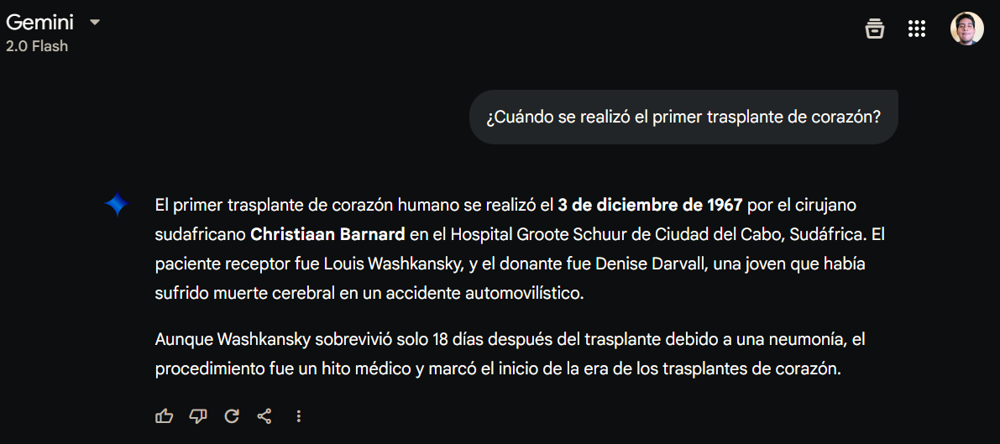 Gemini
2.0 Flash
¿Cuándo se realizó el primer trasplante de corazón?
El primer trasplante de corazón humano se realizó el 3 de diciembre de 1967 por el cirujano
sudafricano Christiaan Barnard en el Hospital Groote Schuur de Ciudad del Cabo, Sudáfrica. El
paciente receptor fue Louis Washkansky, y el donante fue Denise Darvall, una joven que había
sufrido muerte cerebral en un accidente automovilístico.
Aunque Washkansky sobrevivió solo 18 días después del trasplante debido a una neumonía, el
procedimiento fue un hito médico y marcó el inicio de la era de los trasplantes de corazón.